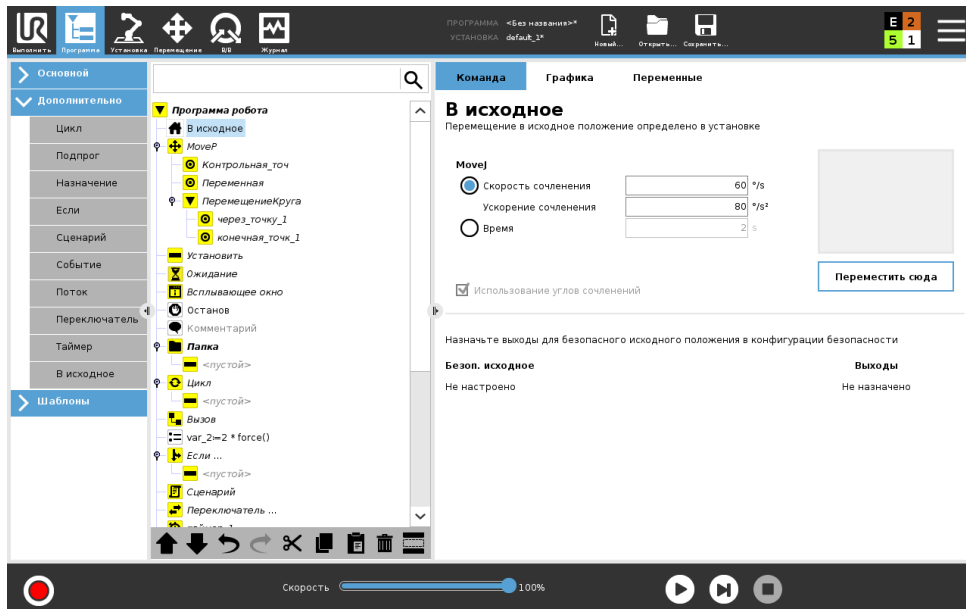 UR
Выполнить
Программа
Установка
Перемещение
В/В
Журнал
ПРОГРАММА <Без названия>*
УСТАНОВКА default_1*
Новый...
Открыть...
Сохранить...
E 2
5 1
Основной
Дополнительно
Цикл
Подпрог
Назначение
Если
Сценарий
Событие
Поток
Переключатель
Таймер
В исходное
Шаблоны
Программа робота
В исходное
MoveP
Контрольная_точ
Переменная
ПеремещениеКруга
через_точку_1
конечная_точк_1
Установить
Ожидание
Всплывающее окно
Останов
Комментарий
Папка
<пустой>
Цикл
<пустой>
Вызов
var_2≔2 * force()
Если ...
<пустой>
Сценарий
Переключатель ...
Команда
Графика
Переменные
В исходное
Перемещение в исходное положение определено в установке
MoveJ
Скорость сочленения 60 °/s
Ускорение сочленения 80 °/s²
Время 2 s
Использование углов сочленений
Переместить сюда
Назначьте выходы для безопасного исходного положения в конфигурации безопасности
Безоп. исходное Выходы
Не настроено Не назначено
Скорость 100%